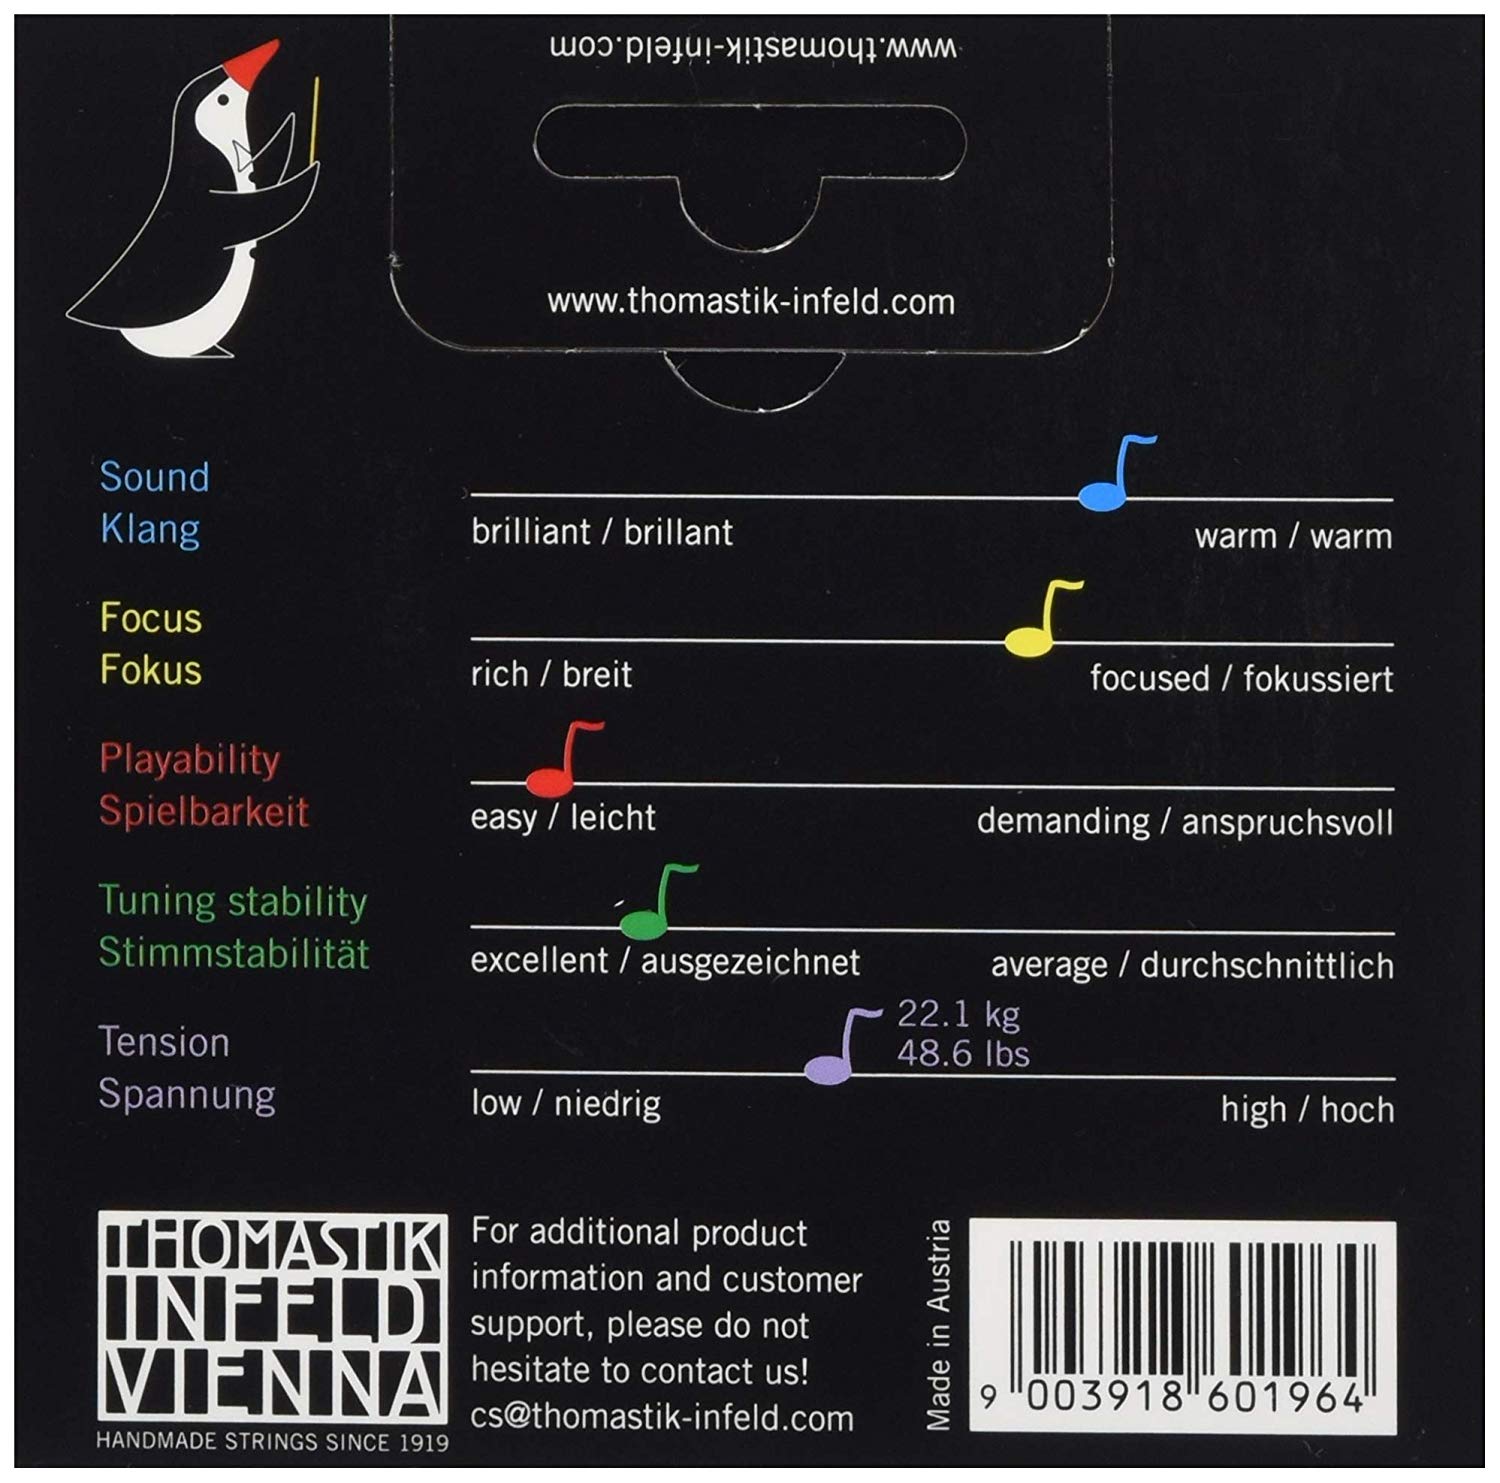 www.thomastik-infeld.com
www.thomastik-infeld.com
Sound
Klang
brilliant / brillant
warm / warm
Focus
Fokus
rich / breit
focused / fokussiert
Playability
Spielbarkeit
easy / leicht
demanding / anspruchsvoll
Tuning stability
Stimmstabilität
excellent / ausgezeichnet
average / durchschnittlich
Tension
Spannung
22.1 kg
48.6 lbs
low / niedrig
high / hoch
THOMASTIK
INFELD
VIENNA
HANDMADE STRINGS SINCE 1919
For additional product
information and customer
support, please do not
hesitate to contact us!
cs@thomastik-infeld.com
Made in Austria
9 003918 601964